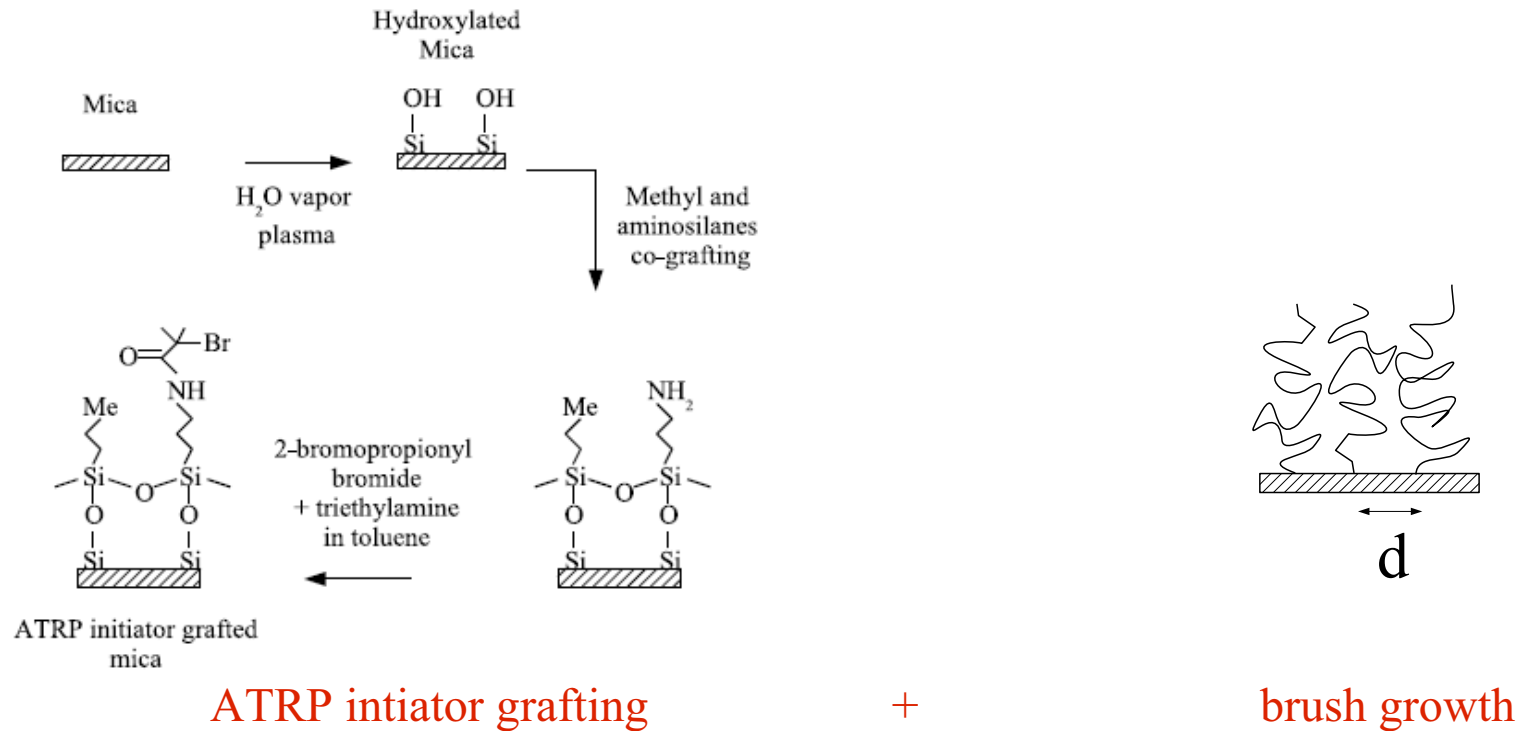 Mica
H₂O vapor
plasma
Hydroxylated
Mica
OH OH
Si Si
Methyl and
aminosilanes
co-grafting
Me NH₂
Si O Si
O O
Si Si
2-bromopropionyl
bromide
+ triethylamine
in toluene
O Br
NH
Me
Si O Si
O O
Si Si
ATRP initiator grafted
mica
d
ATRP intiator grafting + brush growth